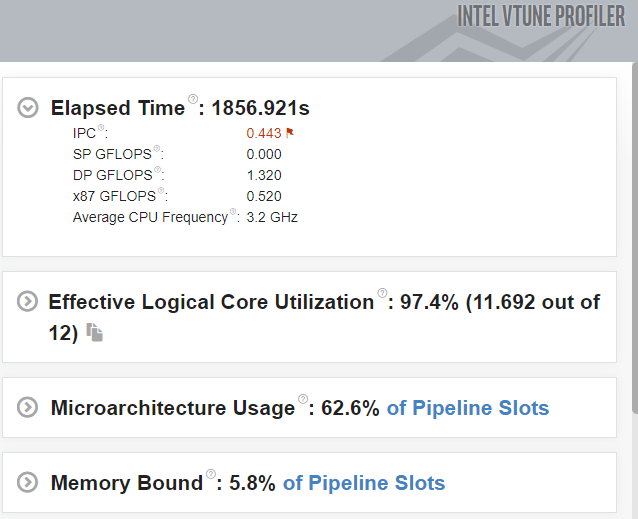 INTEL VTUNE PROFILER
Elapsed Time: 1856.921s
IPC: 0.443
SP GFLOPS: 0.000
DP GFLOPS: 1.320
x87 GFLOPS: 0.520
Average CPU Frequency: 3.2 GHz
Effective Logical Core Utilization: 97.4% (11.692 out of
12)
Microarchitecture Usage: 62.6% of Pipeline Slots
Memory Bound: 5.8% of Pipeline Slots